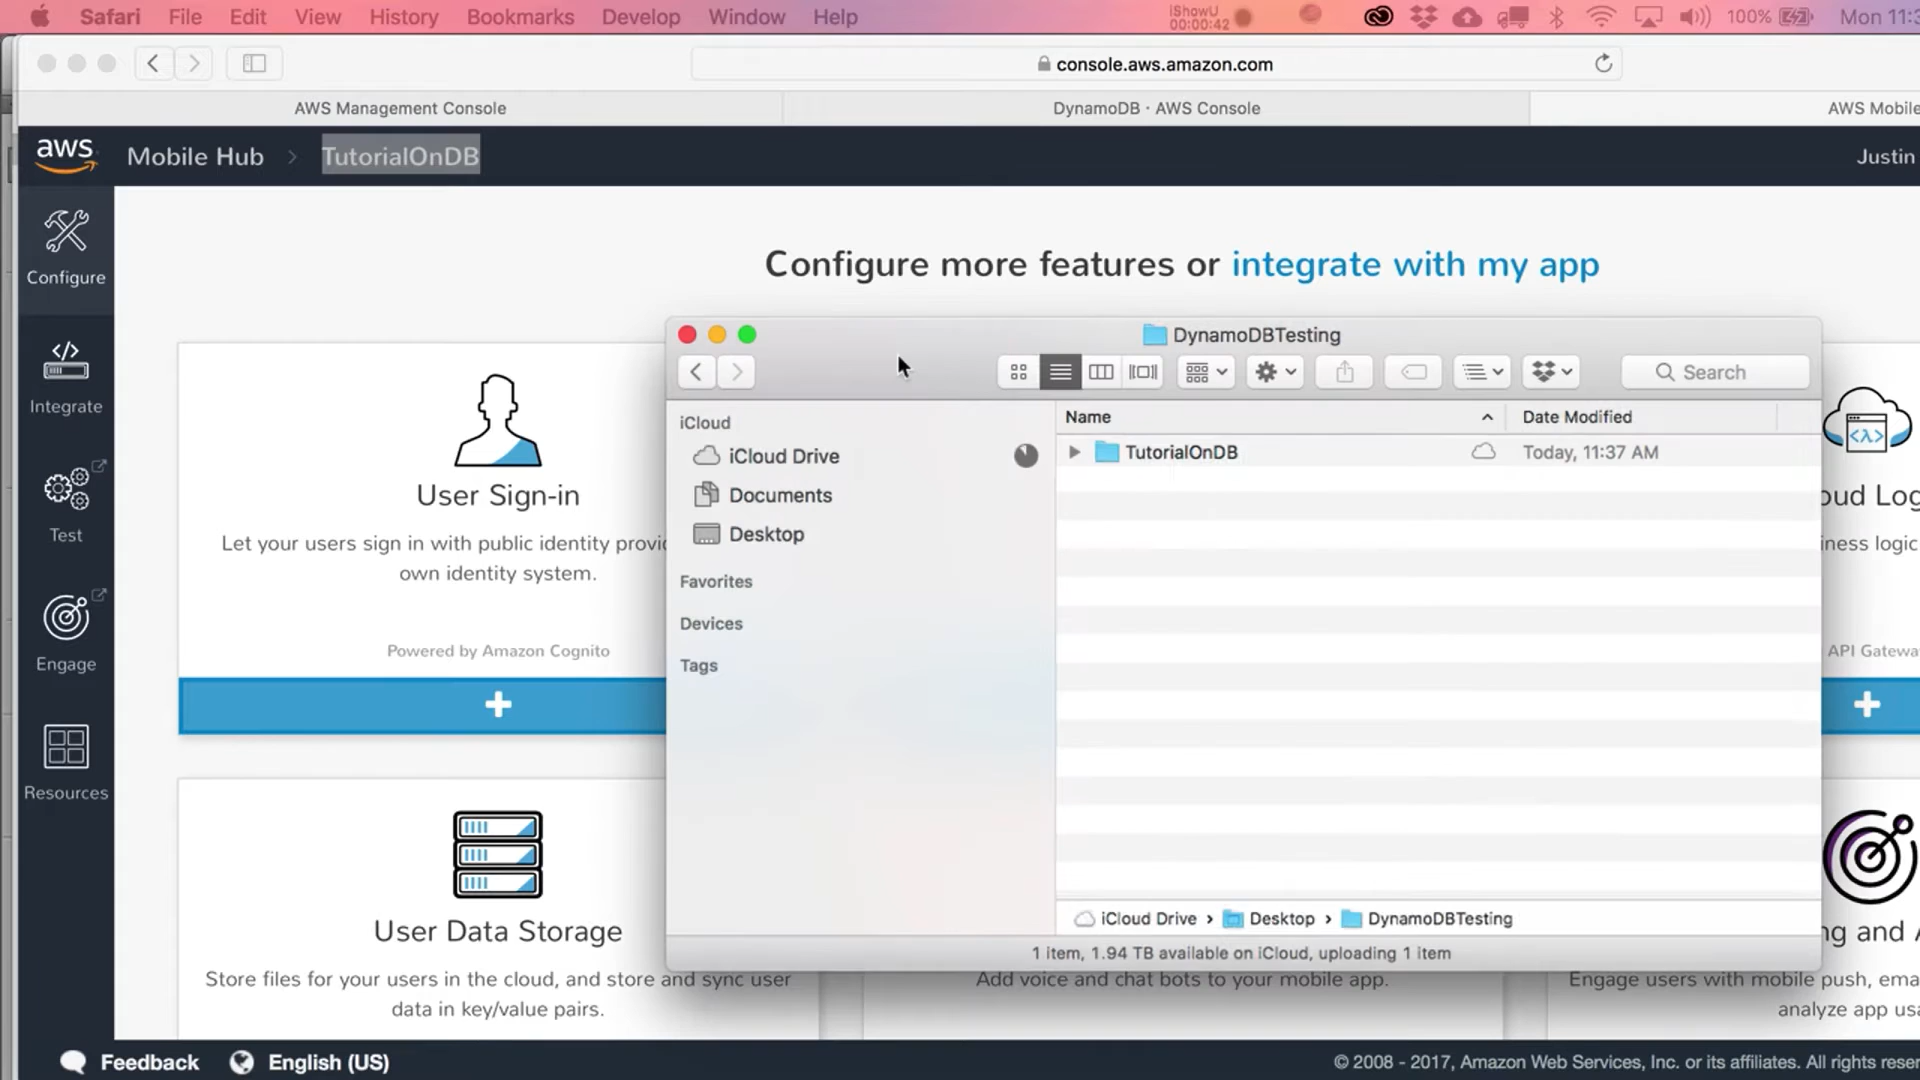 Safari File Edit View History Bookmarks Develop Window Help iShowU 00:00:42 100% Mon 11:3
console.aws.amazon.com
AWS Management Console DynamoDB · AWS Console AWS Mobile
aws Mobile Hub > TutorialOnDB Justin
Configure
Integrate
Test
Engage
Resources
Configure more features or integrate with my app
User Sign-in
Let your users sign in with public identity provi
own identity system.
Powered by Amazon Cognito
User Data Storage
Store files for your users in the cloud, and store and sync user
data in key/value pairs.
DynamoDBTesting
Search
iCloud
iCloud Drive
Documents
Desktop
Favorites
Devices
Tags
Name Date Modified
TutorialOnDB Today, 11:37 AM
iCloud Drive › Desktop › DynamoDBTesting
1 item, 1.94 TB available on iCloud, uploading 1 item
Add voice and chat bots to your mobile app.
oud Log
iness logic
API Gatewa
ng and A
Engage users with mobile push, ema
analyze app usa
Feedback English (US) © 2008 - 2017, Amazon Web Services, Inc. or its affiliates. All rights reser